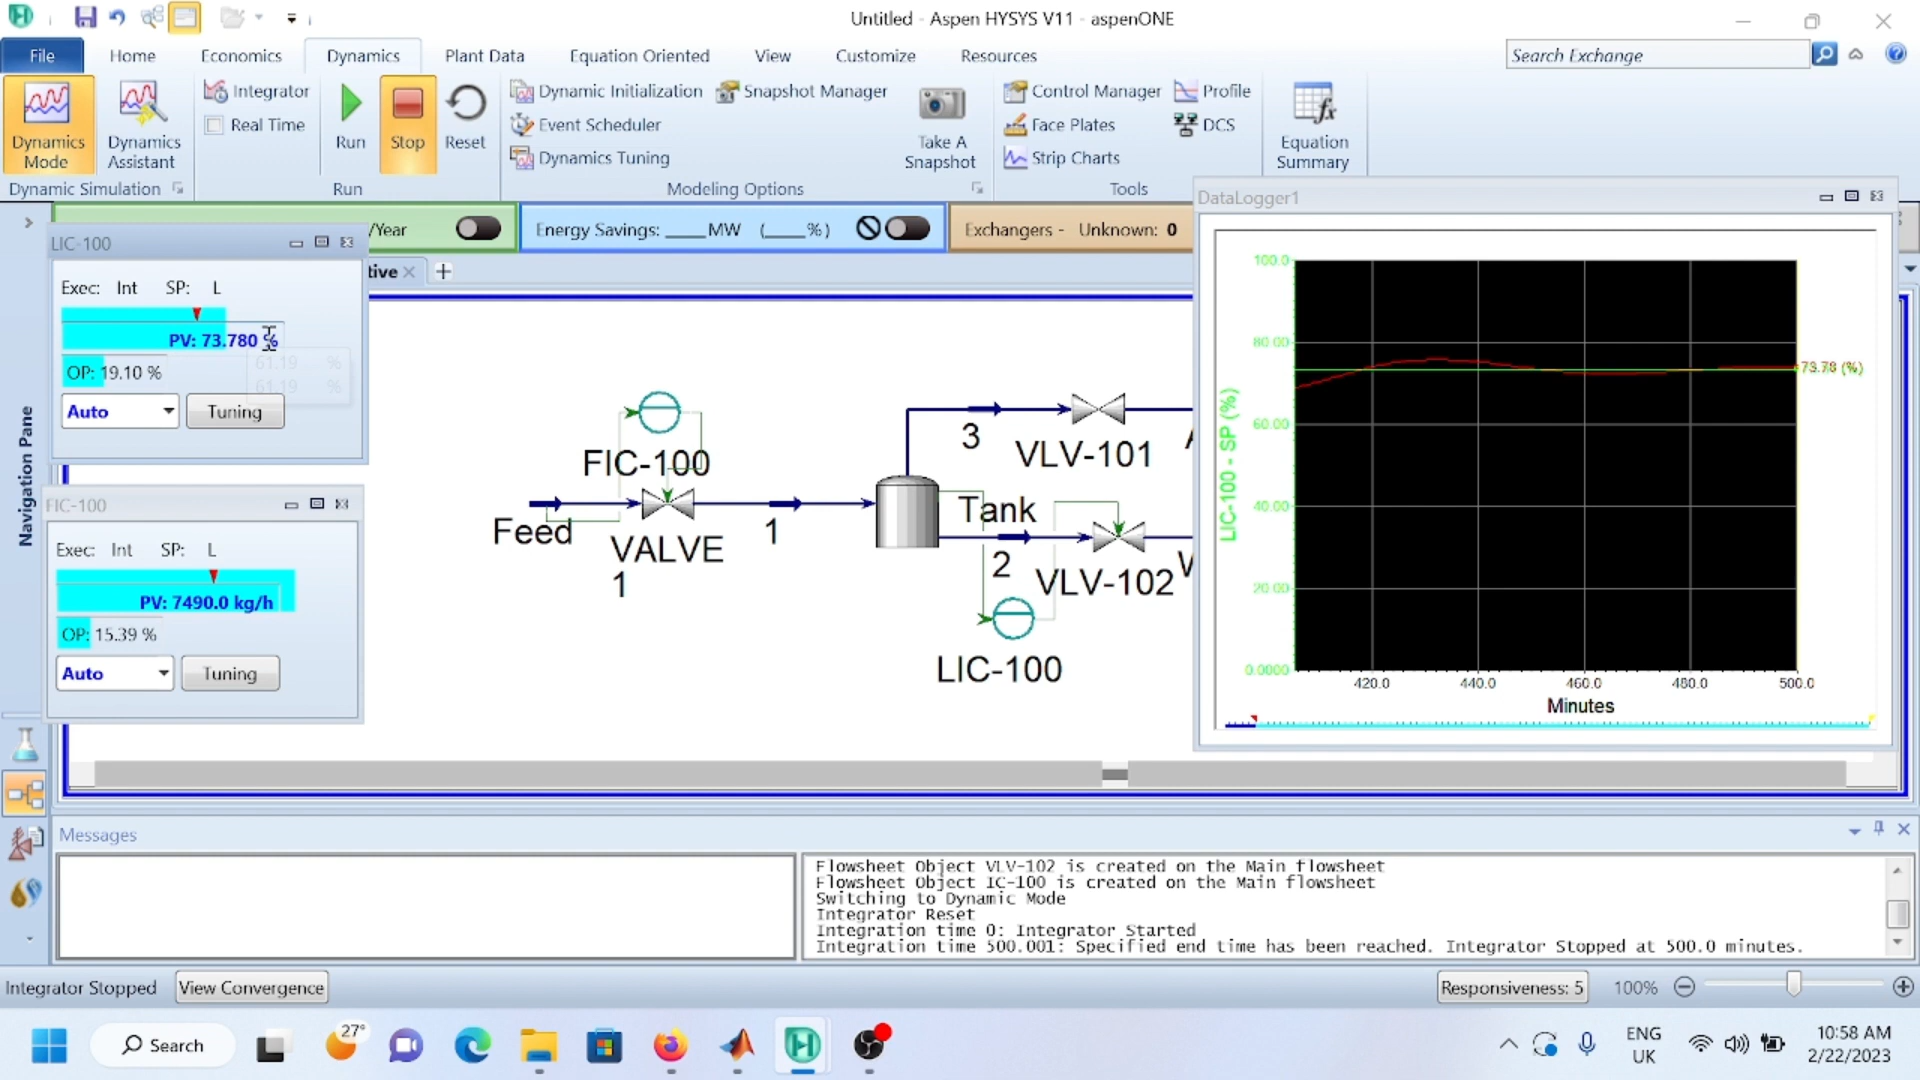 Untitled - Aspen HYSYS V11 - aspenONE
File
Home
Economics
Dynamics
Plant Data
Equation Oriented
View
Customize
Resources
Search Exchange
Dynamics Mode
Dynamics Assistant
Integrator
Real Time
Run
Stop
Reset
Dynamic Initialization
Event Scheduler
Dynamics Tuning
Snapshot Manager
Take A Snapshot
Control Manager
Face Plates
Strip Charts
Profile
DCS
Equation Summary
Dynamic Simulation
Run
Modeling Options
Tools
/Year
Energy Savings: ____MW (____%)
Exchangers - Unknown: 0
tive
LIC-100
Exec: Int SP: L
PV: 73.780 %
61.19 %
61.19 %
OP: 19.10 %
Auto
Tuning
FIC-100
Exec: Int SP: L
PV: 7490.0 kg/h
OP: 15.39 %
Auto
Tuning
Navigation Pane
FIC-100
Feed
VALVE
1
1
Tank
3
VLV-101
2
VLV-102
LIC-100
DataLogger1
LIC-100 - SP (%)
100.0
80.00
60.00
40.00
20.00
0.0000
73.78 (%)
420.0
440.0
460.0
480.0
500.0
Minutes
Messages
Flowsheet Object VLV-102 is created on the Main flowsheet
Flowsheet Object IC-100 is created on the Main flowsheet
Switching to Dynamic Mode
Integrator Reset
Integration time 0: Integrator Started
Integration time 500.001: Specified end time has been reached. Integrator Stopped at 500.0 minutes.
Integrator Stopped
View Convergence
Responsiveness: 5
100%
27°
Search
ENG
UK
10:58 AM
2/22/2023